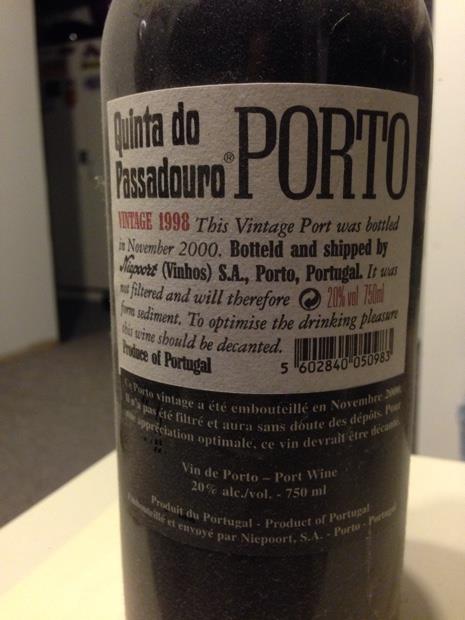 Quinta do
Passadouro® PORTO
VINTAGE 1998 This Vintage Port was bottled
in November 2000. Botteld and shipped by
Niepoort (Vinhos) S.A., Porto, Portugal. It was
not filtered and will therefore 20% vol 750ml
form sediment. To optimise the drinking pleasure
this wine should be decanted.
Produce of Portugal
5 602840 050983
Ce Porto vintage a été embouteillé en Novembre 2000.
Il n'a pas été filtré et aura sans doute des dépôts. Pour
une appréciation optimale, ce vin devrait être décanté.
Vin de Porto – Port Wine
20% alc./vol. - 750 ml
Produit du Portugal - Product of Portugal
Embouteillé et envoyé par Niepoort, S.A. - Porto - Portugal